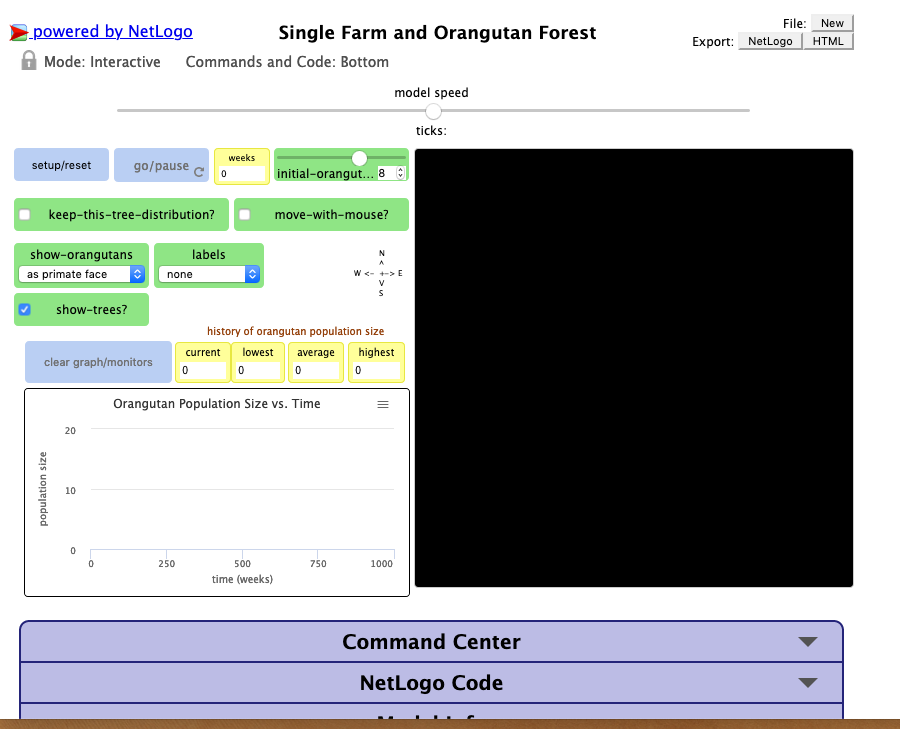 powered by NetLogo
Single Farm and Orangutan Forest
File: New
Export: NetLogo HTML
Mode: Interactive Commands and Code: Bottom
model speed
ticks:
setup/reset
go/pause
weeks
0
initial-orangut... 8
keep-this-tree-distribution?
move-with-mouse?
show-orangutans
as primate face
labels
none
N
^
W <- +-> E
V
S
show-trees?
history of orangutan population size
clear graph/monitors
current
0
lowest
0
average
0
highest
0
Orangutan Population Size vs. Time
population size
20
10
0
0 250 500 750 1000
time (weeks)
Command Center
NetLogo Code